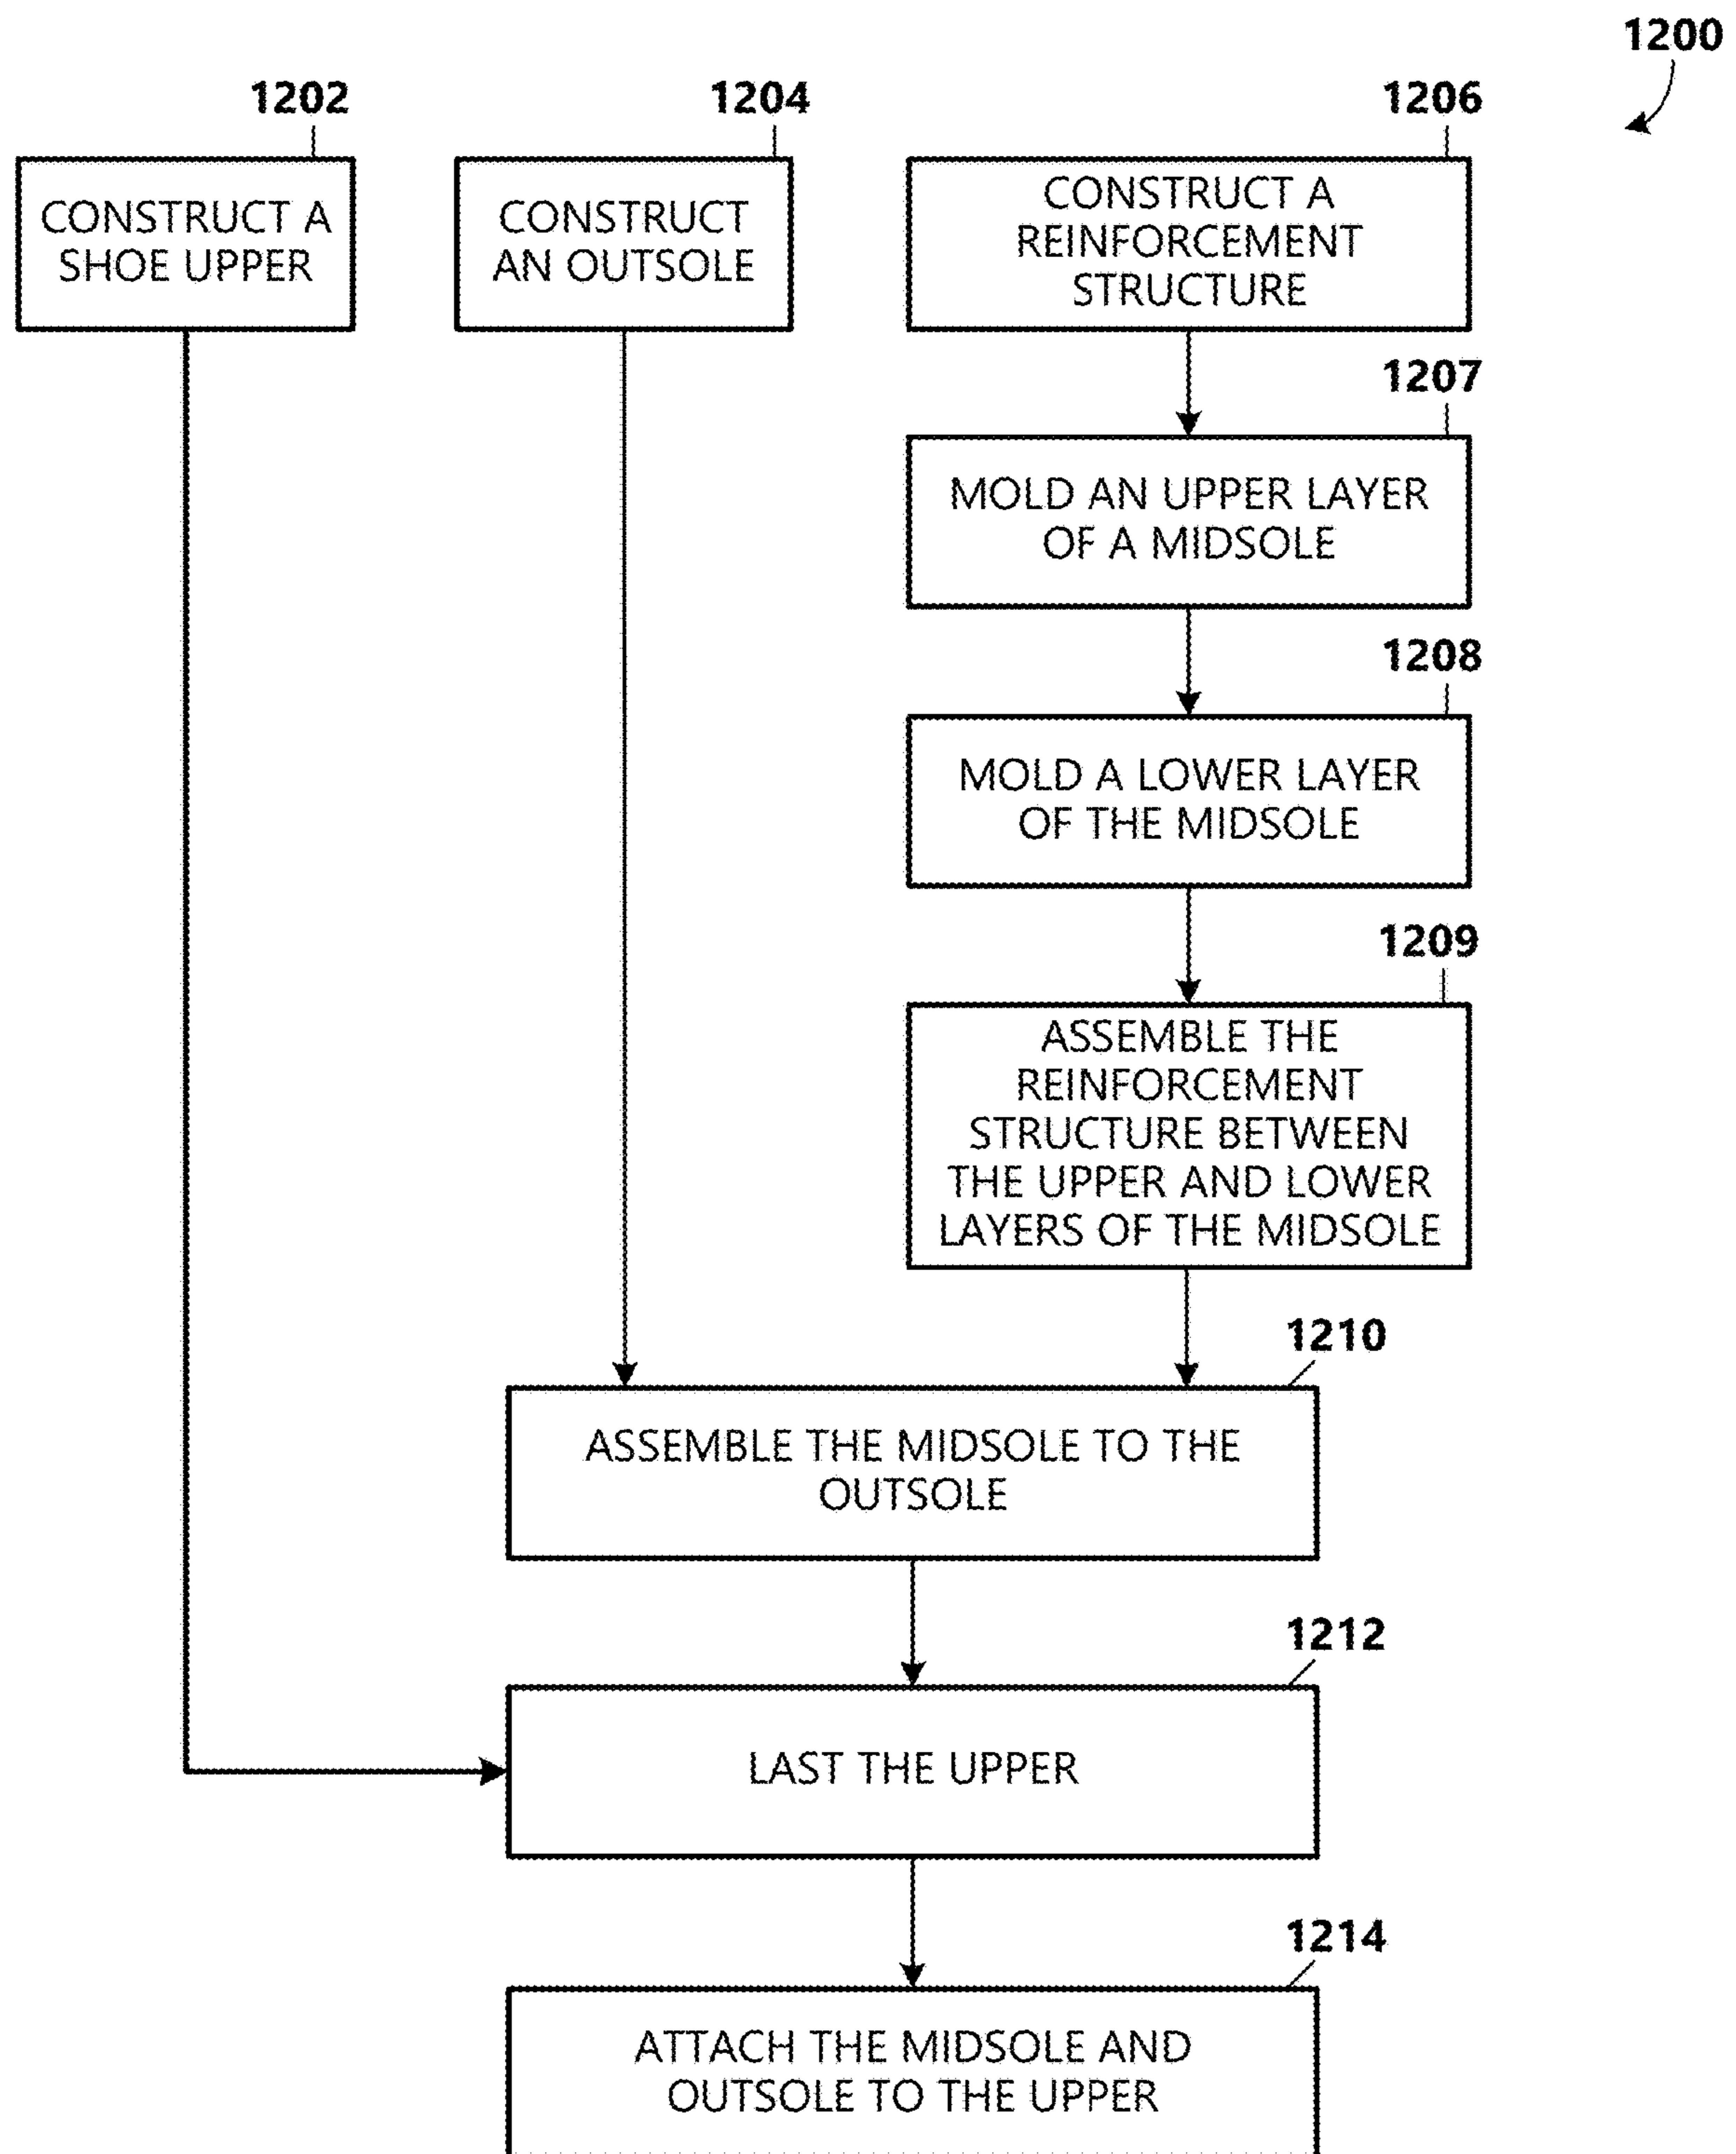 1200
1202
CONSTRUCT A
SHOE UPPER
1204
CONSTRUCT
AN OUTSOLE
1206
CONSTRUCT A
REINFORCEMENT
STRUCTURE
1207
MOLD AN UPPER LAYER
OF A MIDSOLE
1208
MOLD A LOWER LAYER
OF THE MIDSOLE
1209
ASSEMBLE THE
REINFORCEMENT
STRUCTURE BETWEEN
THE UPPER AND LOWER
LAYERS OF THE MIDSOLE
1210
ASSEMBLE THE MIDSOLE TO THE
OUTSOLE
1212
LAST THE UPPER
1214
ATTACH THE MIDSOLE AND
OUTSOLE TO THE UPPER